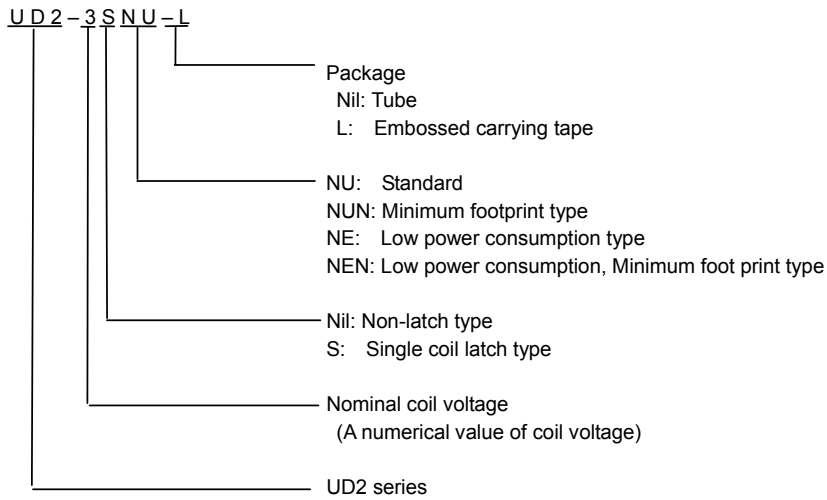 UD2–3SNU–L
Package
Nil: Tube
L: Embossed carrying tape
NU: Standard
NUN: Minimum footprint type
NE: Low power consumption type
NEN: Low power consumption, Minimum foot print type
Nil: Non-latch type
S: Single coil latch type
Nominal coil voltage
(A numerical value of coil voltage)
UD2 series